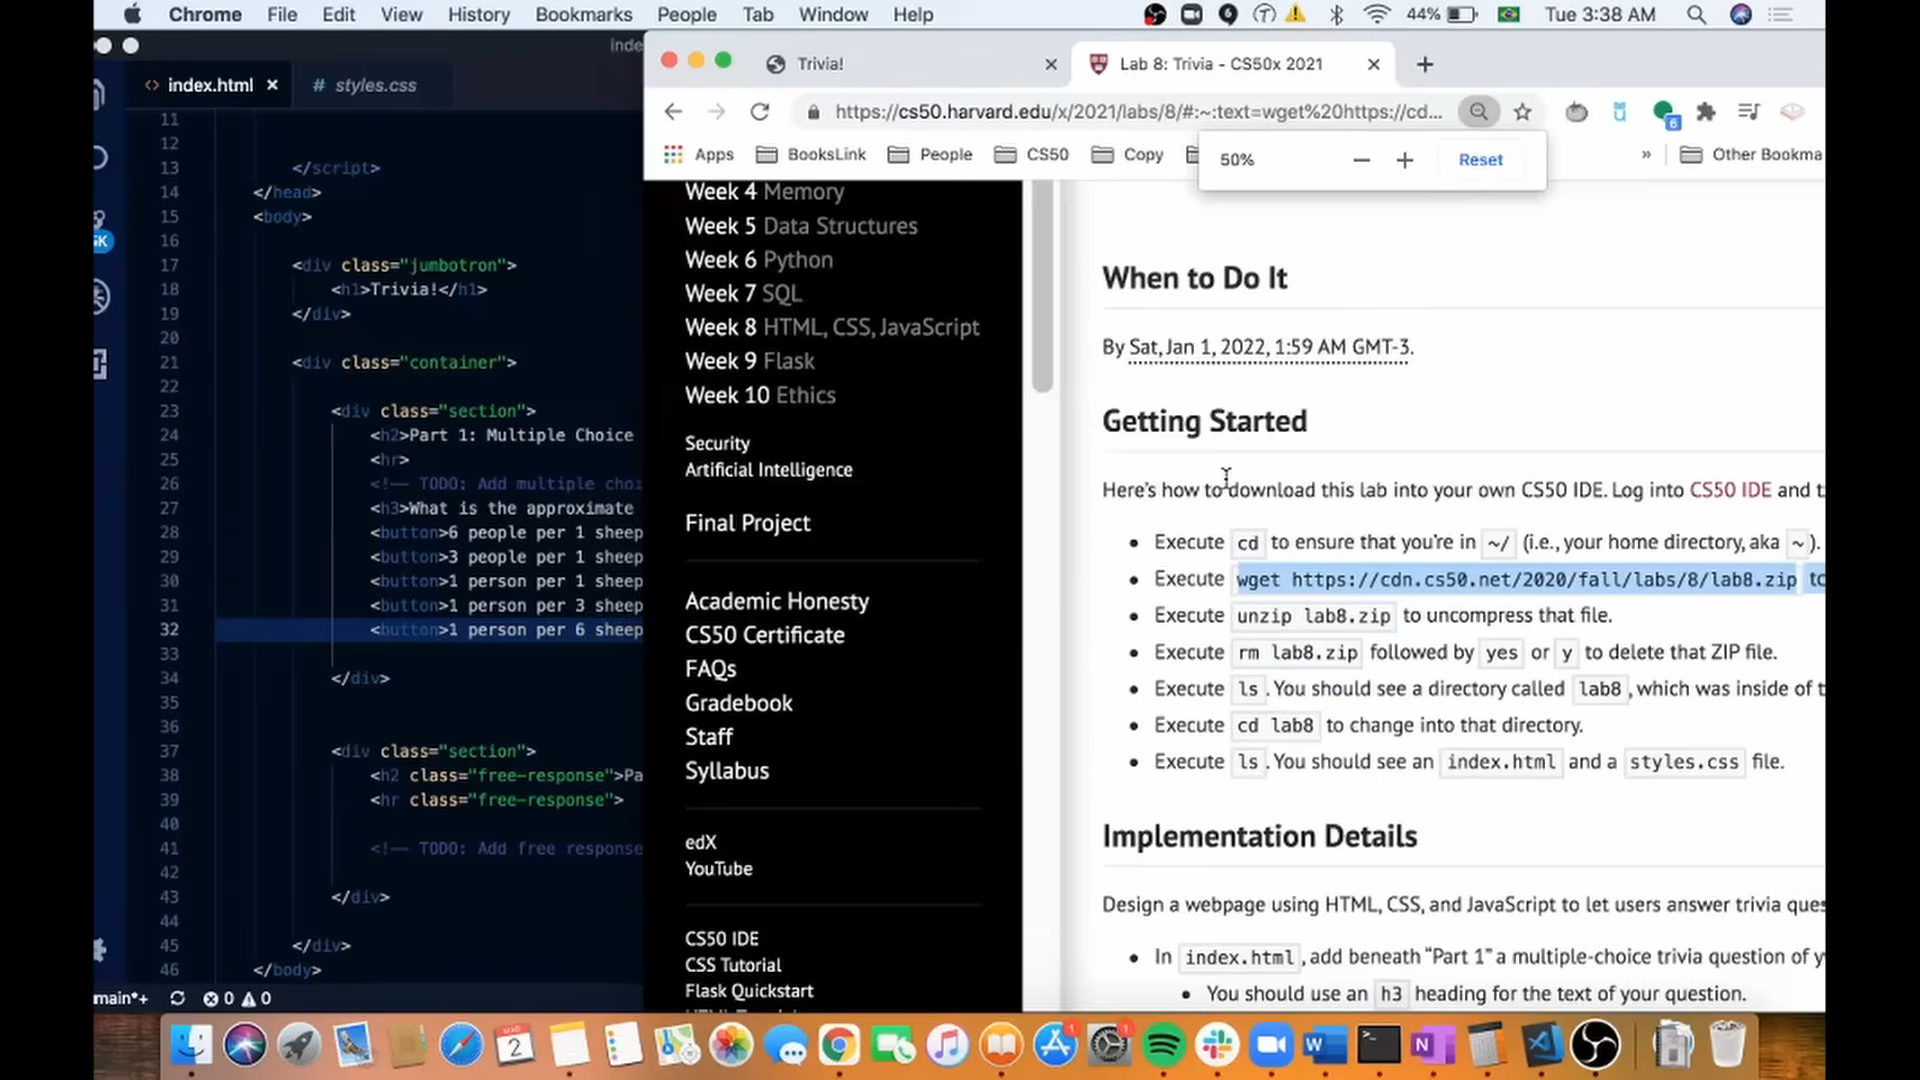 Chrome File Edit View History Bookmarks People Tab Window Help 44% Tue 3:38 AM
inde
index.html
# styles.css
Trivia!
Lab 8: Trivia - CS50x 2021
https://cs50.harvard.edu/x/2021/labs/8/#:~:text=wget%20https://cd...
6
Apps BooksLink People CS50 Copy » Other Bookma
50% − + Reset
11
12
13 </script>
14 </head>
15 <body>
16
17 <div class="jumbotron">
18 <h1>Trivia!</h1>
19 </div>
20
21 <div class="container">
22
23 <div class="section">
24 <h2>Part 1: Multiple Choice
25 <hr>
26 <!-- TODO: Add multiple choi
27 <h3>What is the approximate
28 <button>6 people per 1 sheep
29 <button>3 people per 1 sheep
30 <button>1 person per 1 sheep
31 <button>1 person per 3 sheep
32 <button>1 person per 6 sheep
33
34 </div>
35
36
37 <div class="section">
38 <h2 class="free-response">Pa
39 <hr class="free-response">
40
41 <!-- TODO: Add free response
42
43 </div>
44
45 </div>
46 </body>
5K
main*+ 0 0
Week 4 Memory
Week 5 Data Structures
Week 6 Python
Week 7 SQL
Week 8 HTML, CSS, JavaScript
Week 9 Flask
Week 10 Ethics
Security
Artificial Intelligence
Final Project
Academic Honesty
CS50 Certificate
FAQs
Gradebook
Staff
Syllabus
edX
YouTube
CS50 IDE
CSS Tutorial
Flask Quickstart
When to Do It
By Sat, Jan 1, 2022, 1:59 AM GMT-3.
Getting Started
Here's how to download this lab into your own CS50 IDE. Log into CS50 IDE and t
• Execute cd to ensure that you're in ~/ (i.e., your home directory, aka ~).
• Execute wget https://cdn.cs50.net/2020/fall/labs/8/lab8.zip to
• Execute unzip lab8.zip to uncompress that file.
• Execute rm lab8.zip followed by yes or y to delete that ZIP file.
• Execute ls. You should see a directory called lab8, which was inside of t
• Execute cd lab8 to change into that directory.
• Execute ls. You should see an index.html and a styles.css file.
Implementation Details
Design a webpage using HTML, CSS, and JavaScript to let users answer trivia que
• In index.html, add beneath “Part 1” a multiple-choice trivia question of y
• You should use an h3 heading for the text of your question.
2
1
1